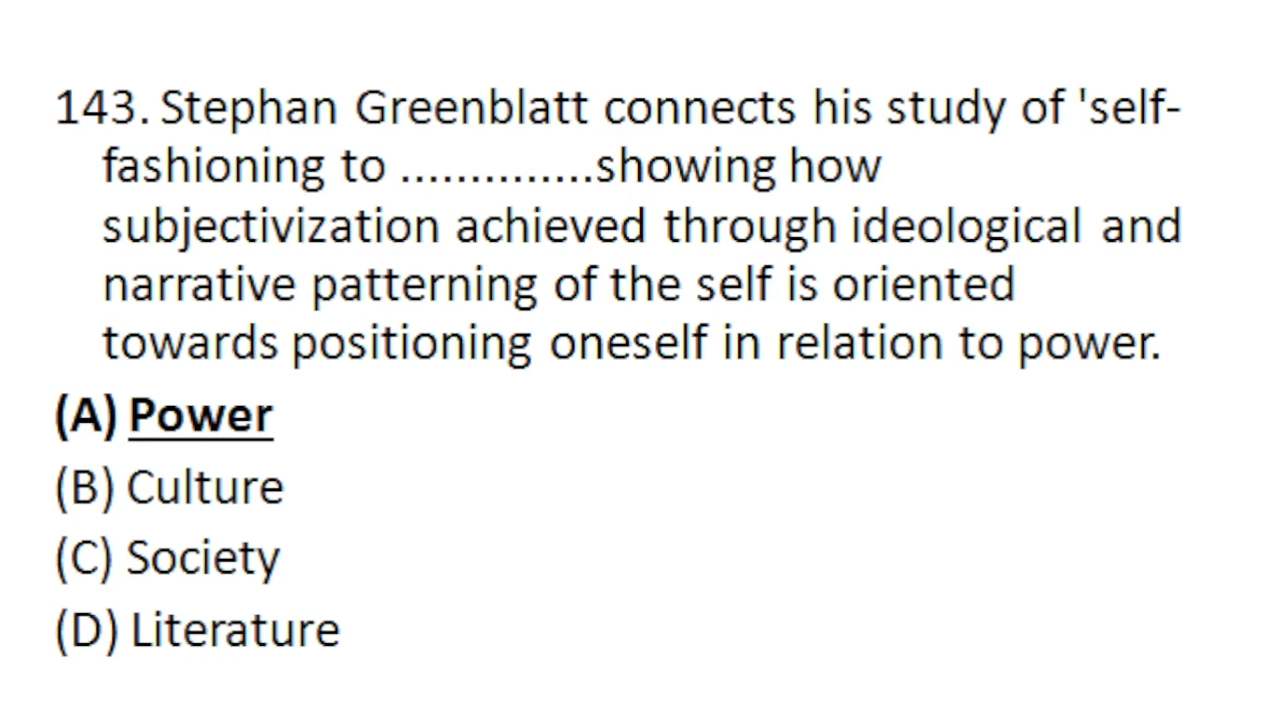 143. Stephan Greenblatt connects his study of 'self-
fashioning to ..............showing how
subjectivization achieved through ideological and
narrative patterning of the self is oriented
towards positioning oneself in relation to power.
(A) Power
(B) Culture
(C) Society
(D) Literature